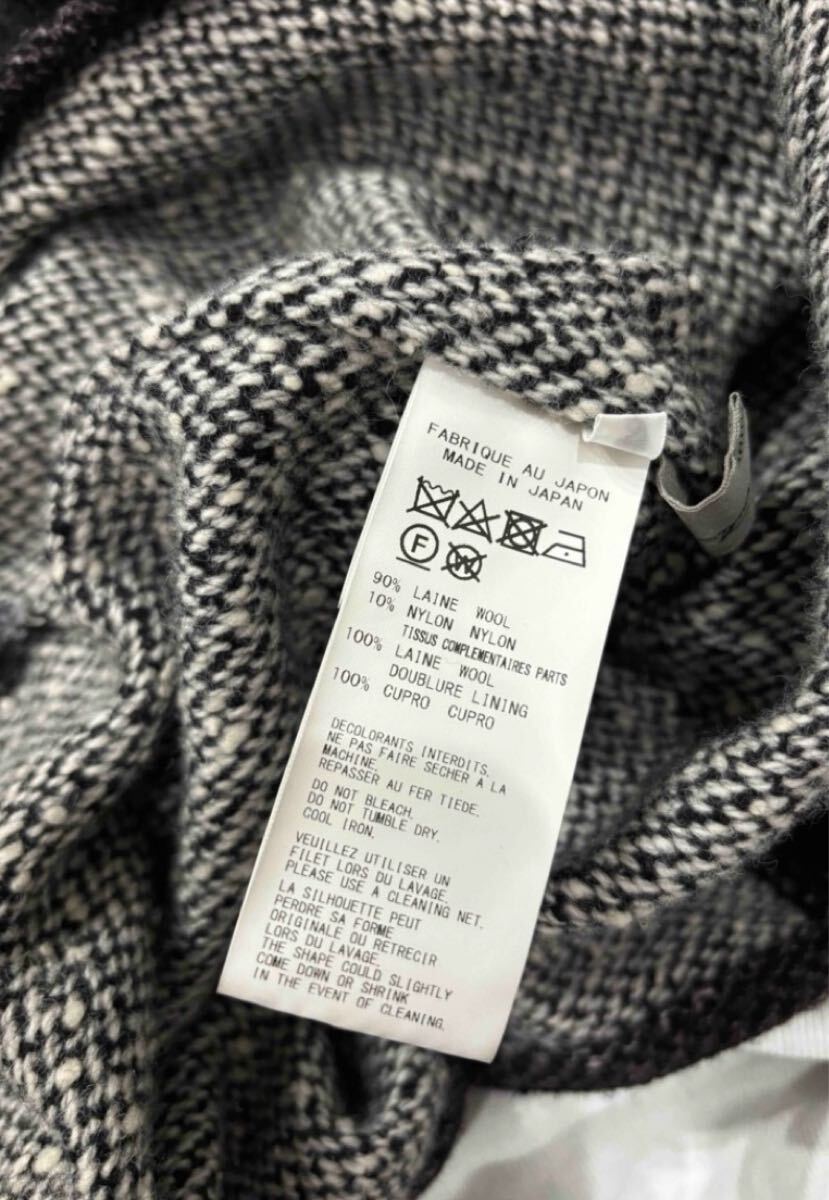 FABRIQUE AU JAPON
MADE IN JAPAN
F W
90% LAINE WOOL
10% NYLON NYLON
TISSUS COMPLEMENTAIRES PARTS
100% LAINE WOOL
DOUBLURE LINING
100% CUPRO CUPRO
DECOLORANTS INTERDITS.
NE PAS FAIRE SECHER A LA
MACHINE.
REPASSER AU FER TIEDE.
DO NOT BLEACH.
DO NOT TUMBLE DRY.
COOL IRON.
VEUILLEZ UTILISER UN
FILET LORS DU LAVAGE.
PLEASE USE A CLEANING NET.
LA SILHOUETTE PEUT
PERDRE SA FORME
ORIGINALE OU RETRECIR
LORS DU LAVAGE.
THE SHAPE COULD SLIGHTLY
COME DOWN OR SHRINK
IN THE EVENT OF CLEANING.